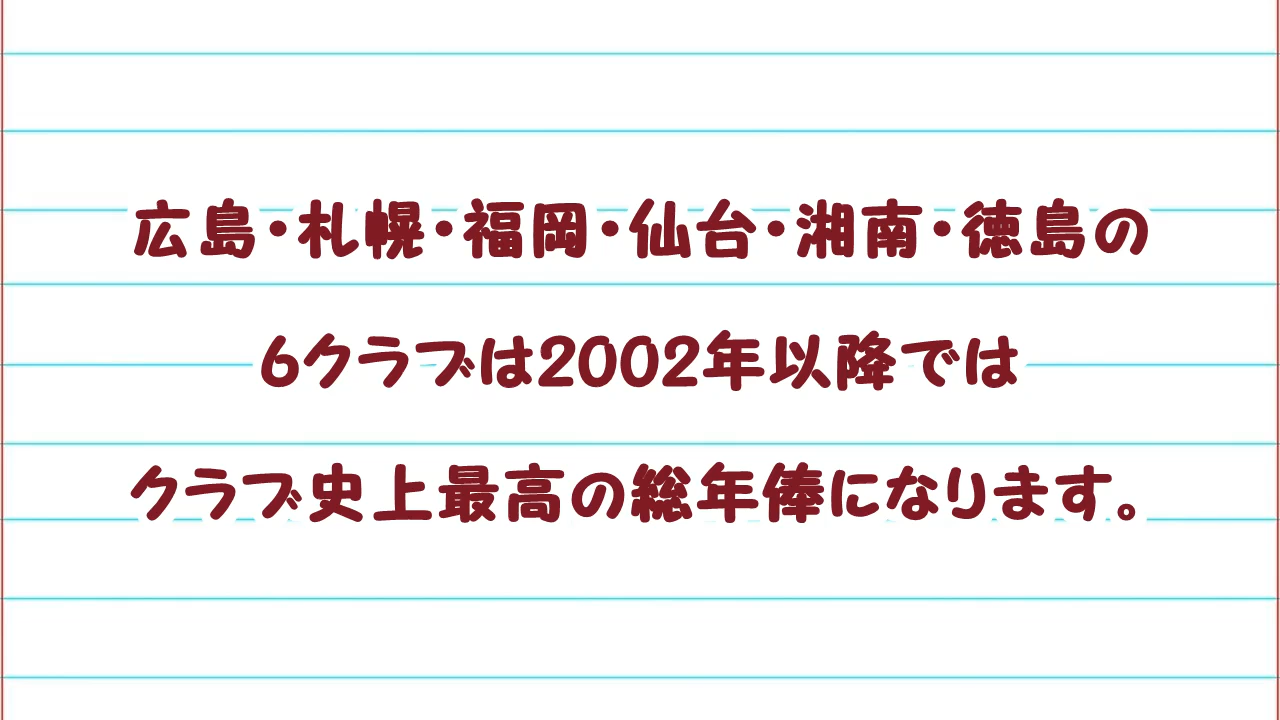 広島・札幌・福岡・仙台・湘南・徳島の
6クラブは2002年以降では
クラブ史上最高の総年俸になります。